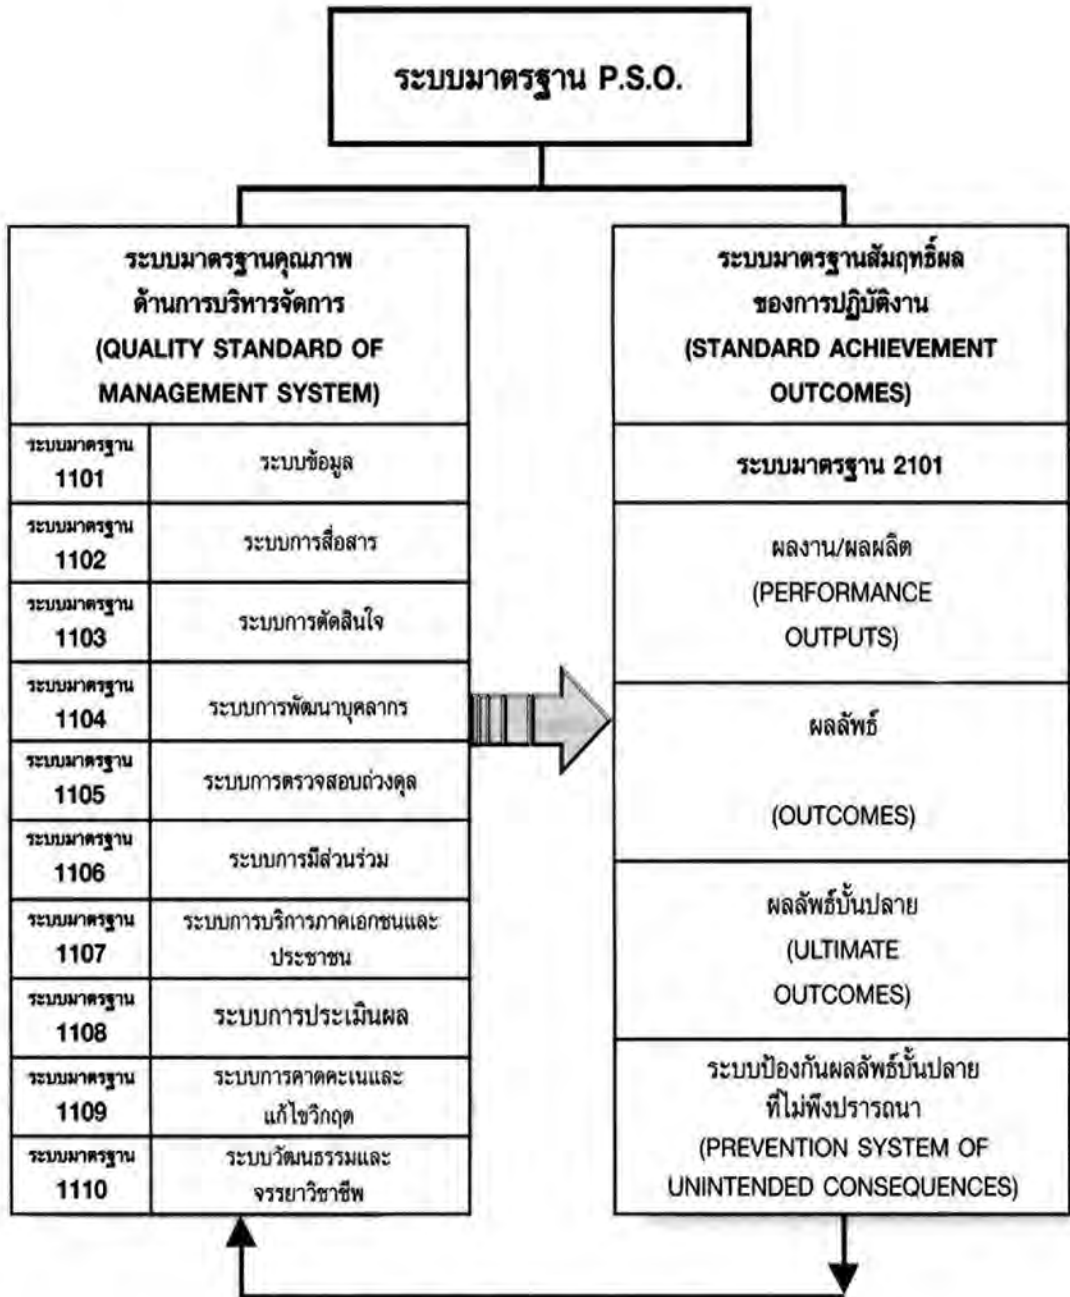 ระบบมาตรฐาน P.S.O.
ระบบมาตรฐานคุณภาพ
ด้านการบริหารจัดการ
(QUALITY STANDARD OF
MANAGEMENT SYSTEM)
ระบบมาตรฐาน
1101
ระบบข้อมูล
ระบบมาตรฐาน
1102
ระบบการสื่อสาร
ระบบมาตรฐาน
1103
ระบบการตัดสินใจ
ระบบมาตรฐาน
1104
ระบบการพัฒนาบุคลากร
ระบบมาตรฐาน
1105
ระบบการตรวจสอบถ่วงดุล
ระบบมาตรฐาน
1106
ระบบการมีส่วนร่วม
ระบบมาตรฐาน
1107
ระบบการบริการภาคเอกชนและ
ประชาชน
ระบบมาตรฐาน
1108
ระบบการประเมินผล
ระบบมาตรฐาน
1109
ระบบการคาดคะเนและ
แก้ไขวิกฤต
ระบบมาตรฐาน
1110
ระบบวัฒนธรรมและ
จรรยาวิชาชีพ
ระบบมาตรฐานสัมฤทธิ์ผล
ของการปฏิบัติงาน
(STANDARD ACHIEVEMENT
OUTCOMES)
ระบบมาตรฐาน 2101
ผลงาน/ผลผลิต
(PERFORMANCE
OUTPUTS)
ผลลัพธ์
(OUTCOMES)
ผลลัพธ์บั้นปลาย
(ULTIMATE
OUTCOMES)
ระบบป้องกันผลลัพธ์บั้นปลาย
ที่ไม่พึงปรารถนา
(PREVENTION SYSTEM OF
UNINTENDED CONSEQUENCES)